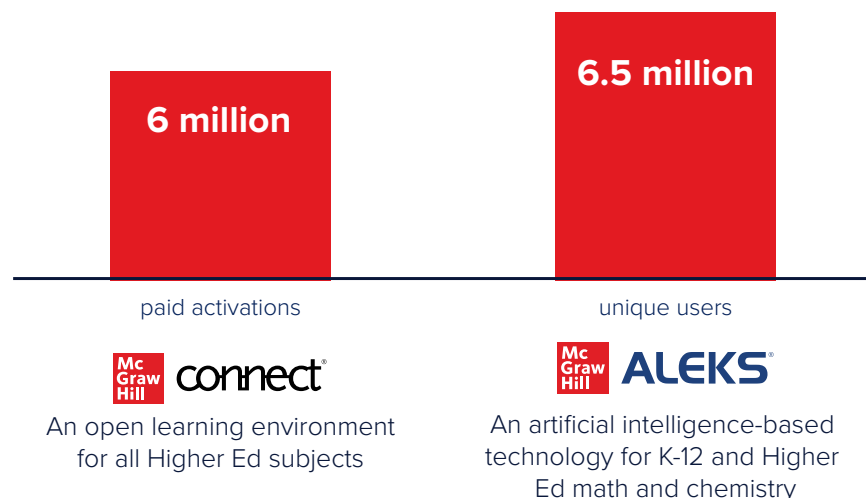 6 million
6.5 million
paid activations
unique users
Mc
Graw
Hill
connect®
Mc
Graw
Hill
ALEKS®
An open learning environment
for all Higher Ed subjects
An artificial intelligence-based
technology for K-12 and Higher
Ed math and chemistry